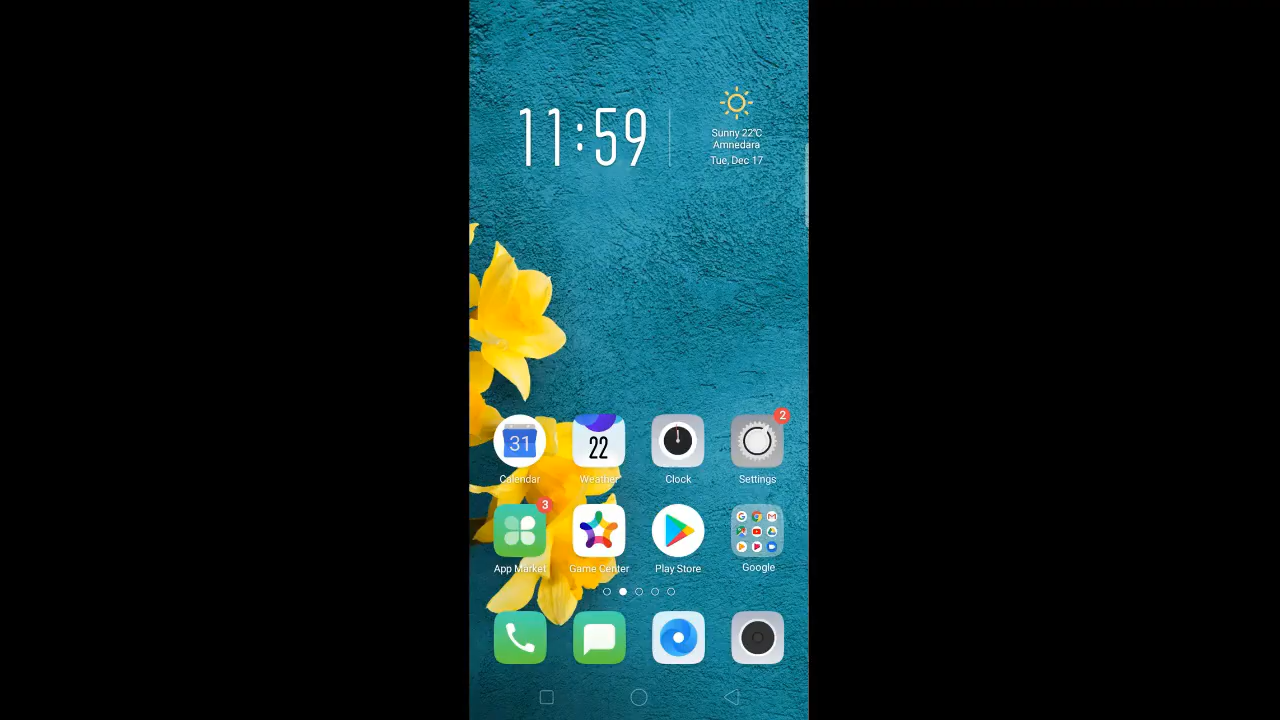 11:59
Sunny 22°C
Amnedara
Tue, Dec 17
2
31
22
Calendar
Weather
Clock
Settings
3
App Market
Game Center
Play Store
Google